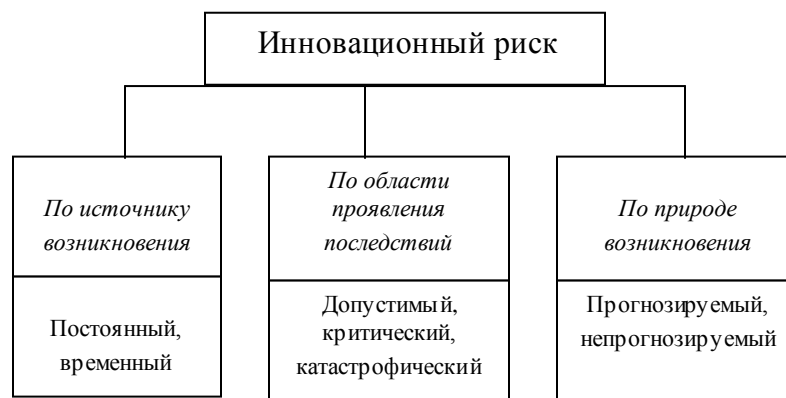 Инновационный риск
По источнику
возникновения
Постоянный,
временный
По области
проявления
последствий
Допустимый,
критический,
катастрофический
По природе
возникновения
Прогнозируемый,
непрогнозируемый